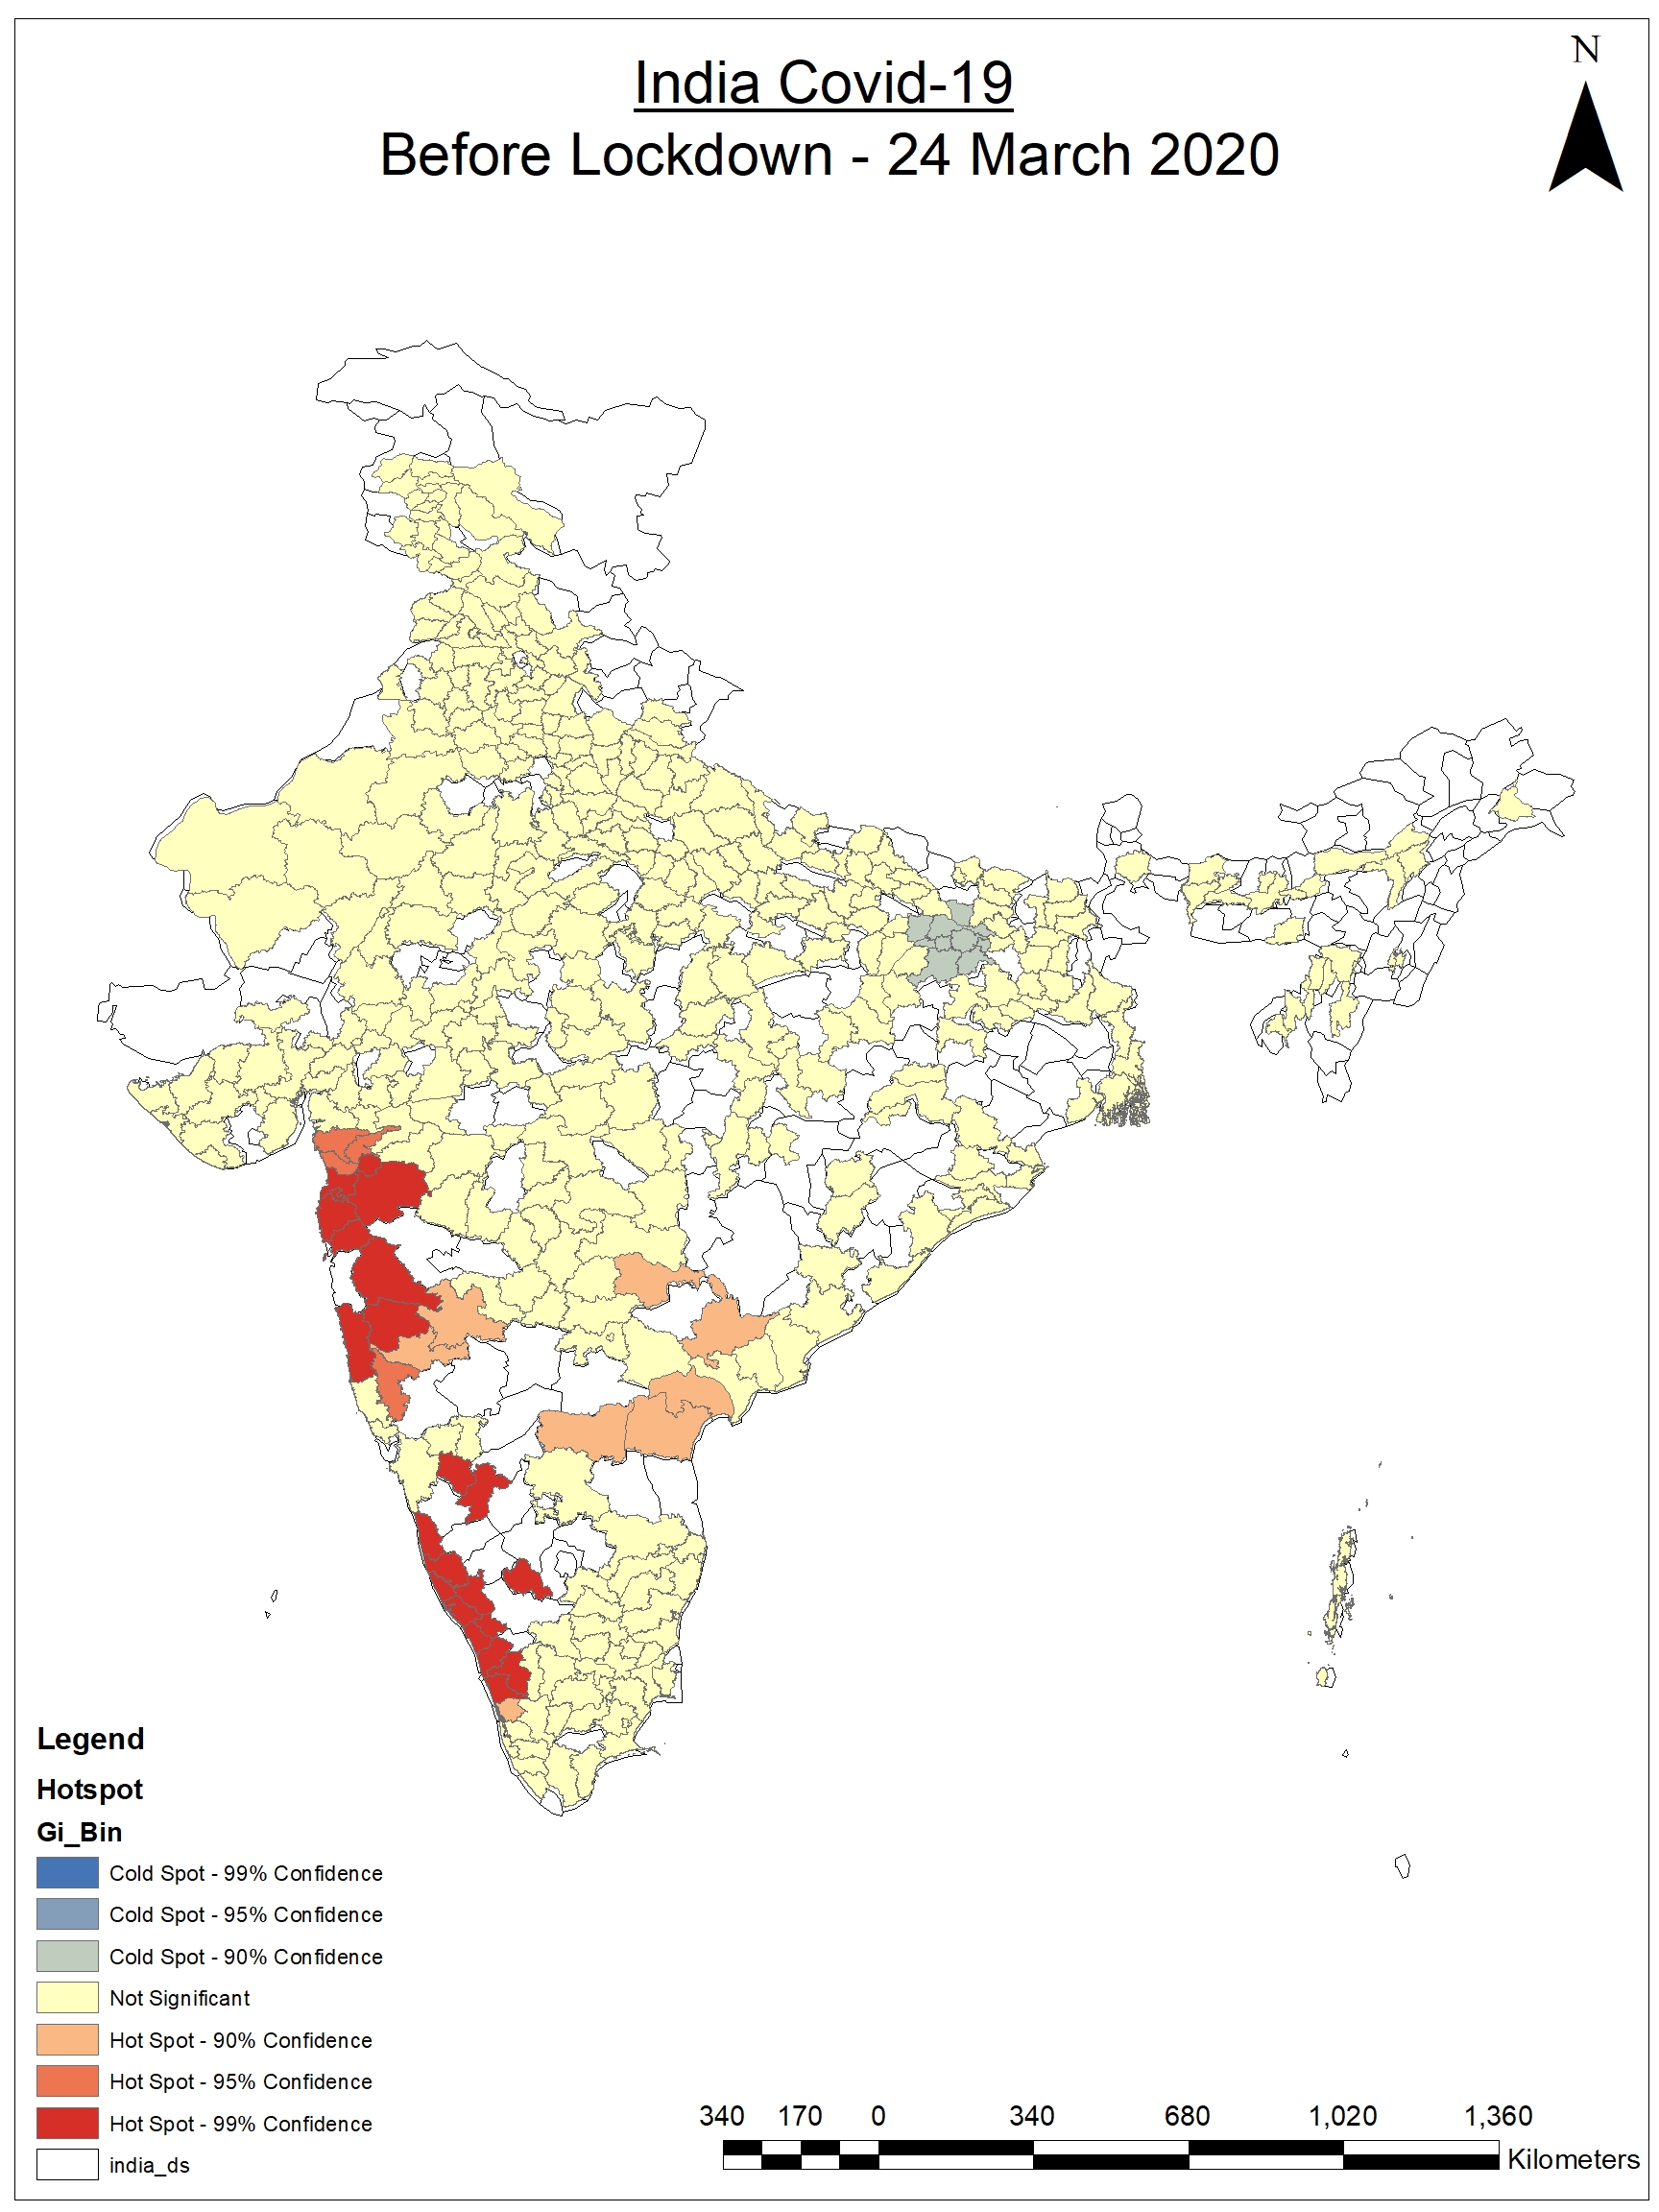 N
India Covid-19
Before Lockdown - 24 March 2020
Legend
Hotspot
Gi_Bin
Cold Spot - 99% Confidence
Cold Spot - 95% Confidence
Cold Spot - 90% Confidence
Not Significant
Hot Spot - 90% Confidence
Hot Spot - 95% Confidence
Hot Spot - 99% Confidence
india_ds
340 170 0 340 680 1,020 1,360
Kilometers